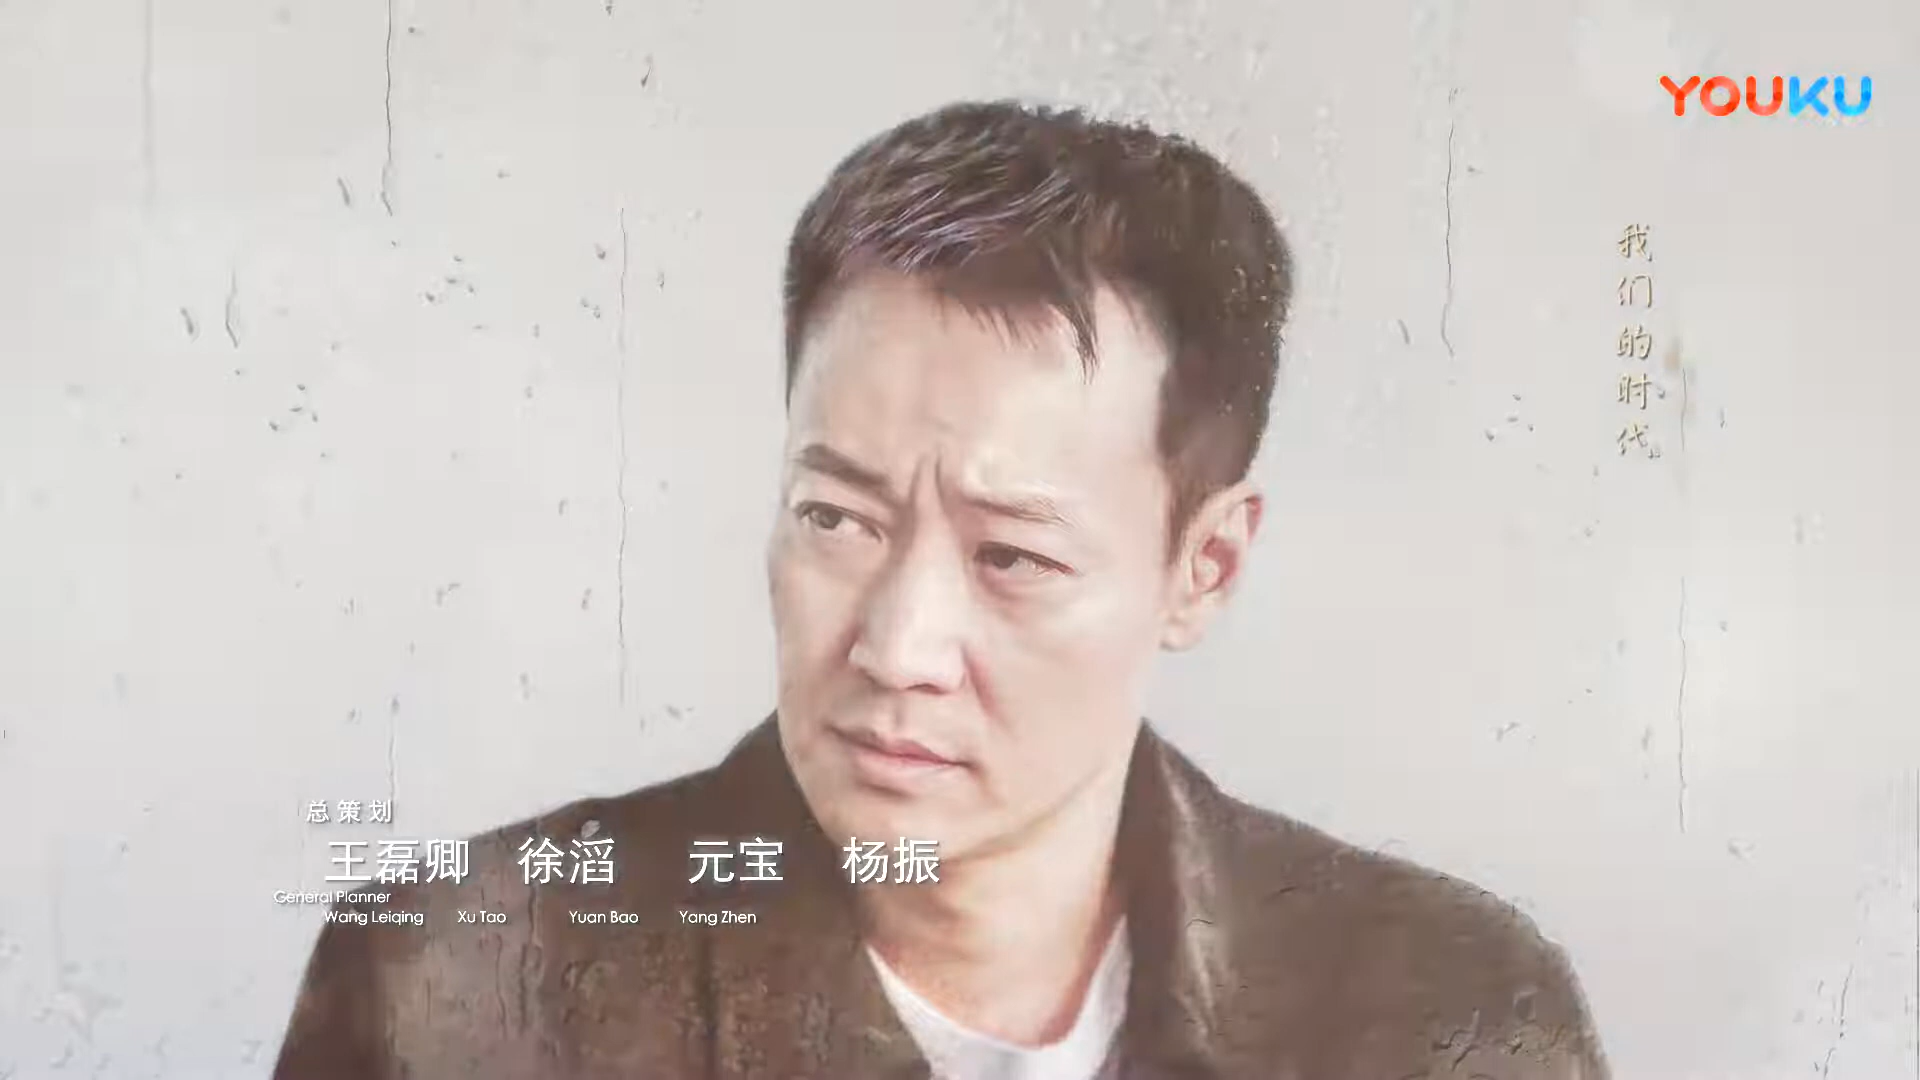 YOUKU
我们的时代
总策划
王磊卿 徐滔 元宝 杨振
General Planner
Wang Leiqing Xu Tao Yuan Bao Yang Zhen